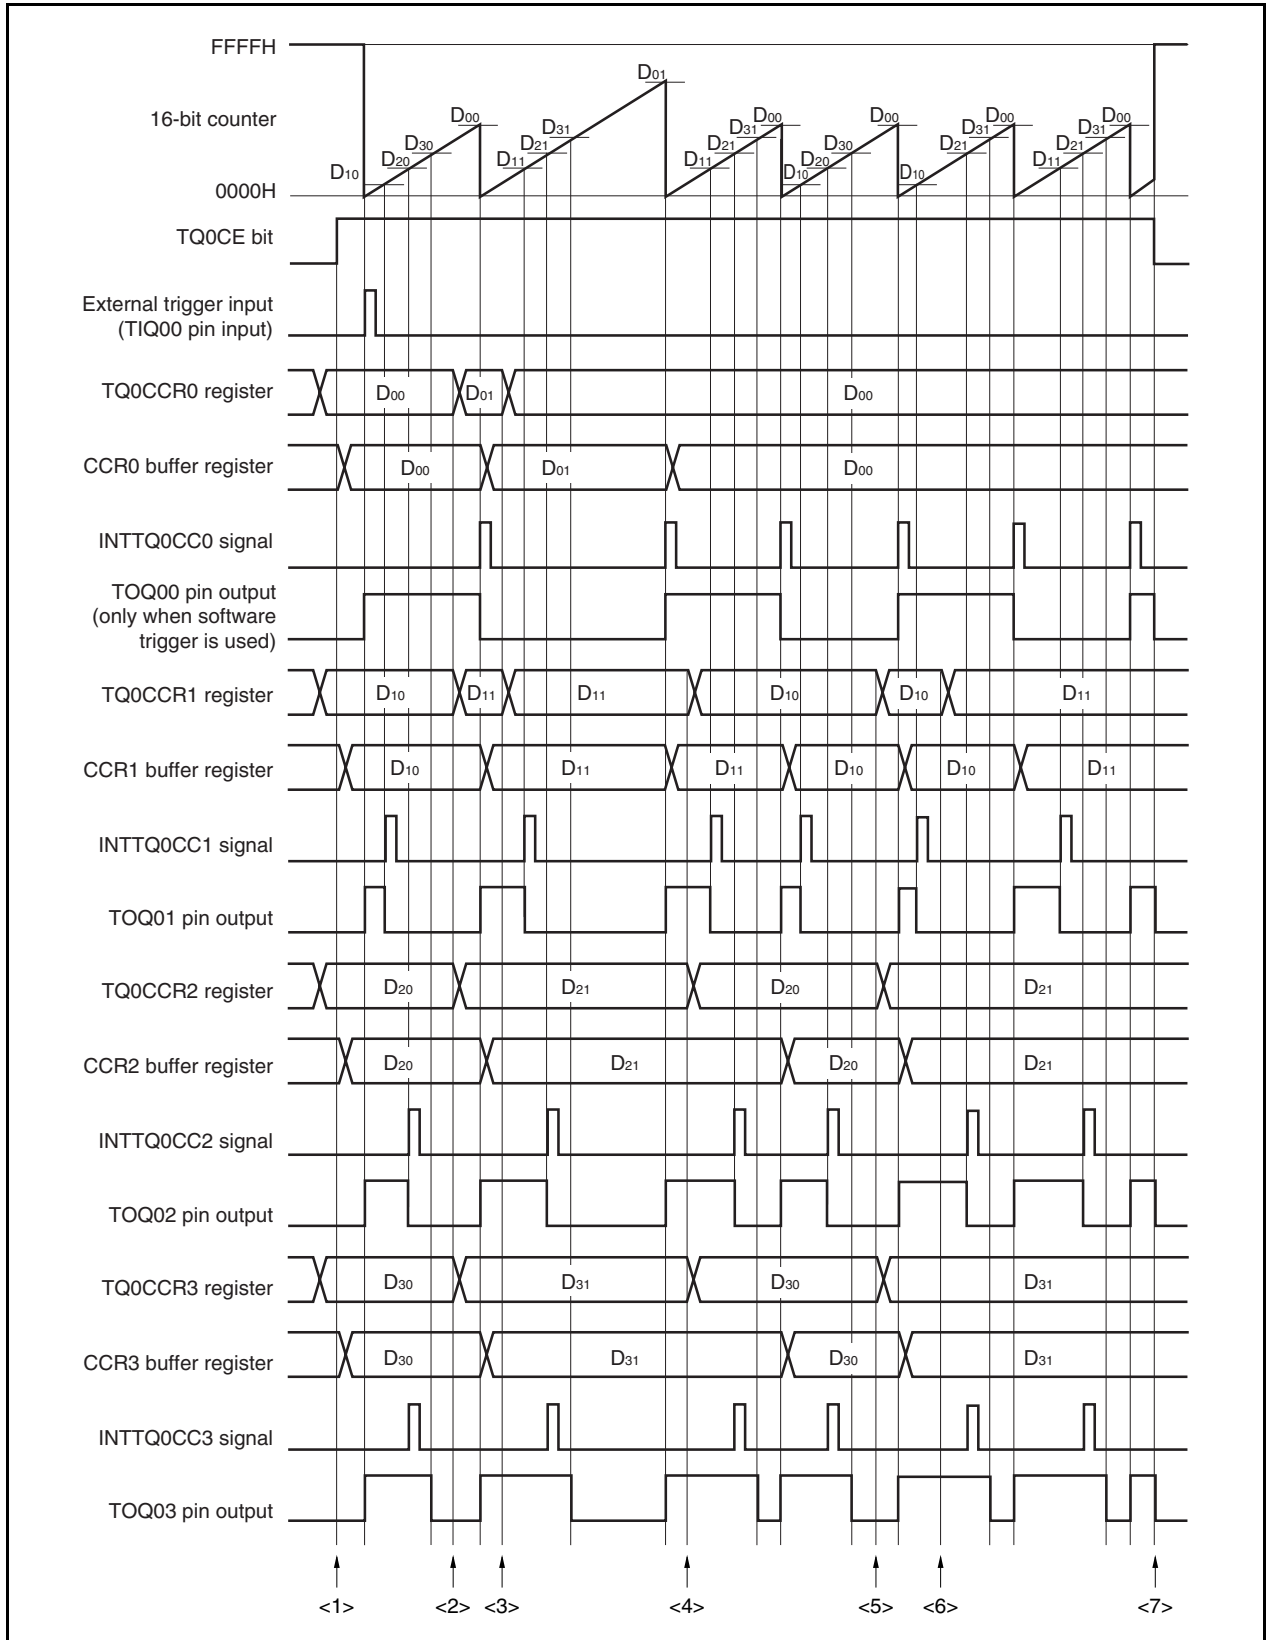 FFFFH
16-bit counter
0000H
D10 D20 D30 D00 D11 D21 D31 D01 D11 D21 D31 D00 D10 D20 D30 D00 D10 D21 D31 D00 D11 D21 D31 D00
TQ0CE bit
External trigger input
(TIQ00 pin input)
TQ0CCR0 register D00 D01 D00
CCR0 buffer register D00 D01 D00
INTTQ0CC0 signal
TOQ00 pin output
(only when software
trigger is used)
TQ0CCR1 register D10 D11 D11 D10 D10 D11
CCR1 buffer register D10 D11 D11 D10 D10 D11
INTTQ0CC1 signal
TOQ01 pin output
TQ0CCR2 register D20 D21 D20 D21
CCR2 buffer register D20 D21 D20 D21
INTTQ0CC2 signal
TOQ02 pin output
TQ0CCR3 register D30 D31 D30 D31
CCR3 buffer register D30 D31 D30 D31
INTTQ0CC3 signal
TOQ03 pin output
<1> <2> <3> <4> <5> <6> <7>